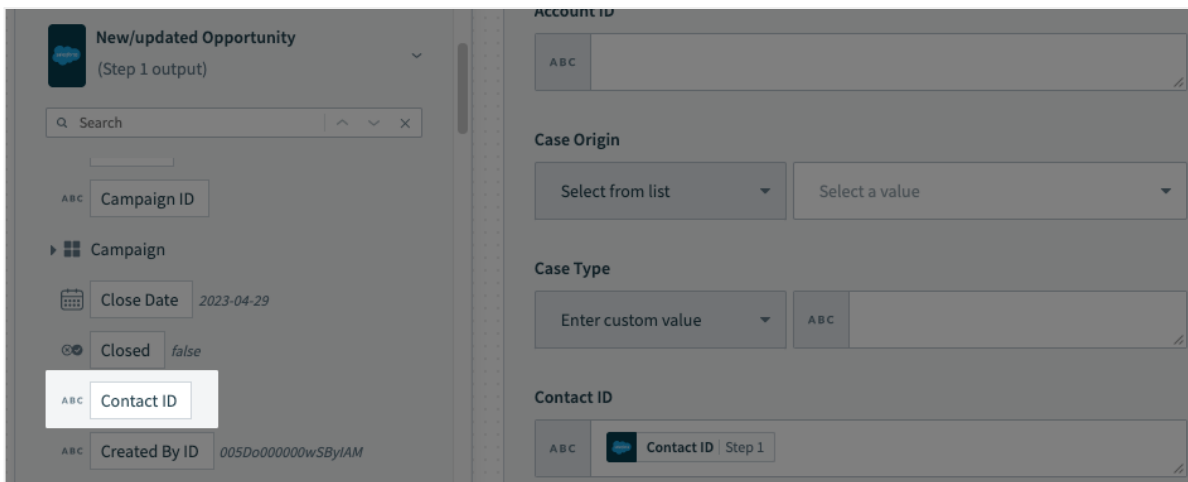 New/updated Opportunity
(Step 1 output)
Search
ABC Campaign ID
Campaign
Close Date 2023-04-29
Closed false
ABC Contact ID
ABC Created By ID 005Do000000wSByIAM
Account ID
ABC
Case Origin
Select from list Select a value
Case Type
Enter custom value ABC
Contact ID
ABC Contact ID Step 1